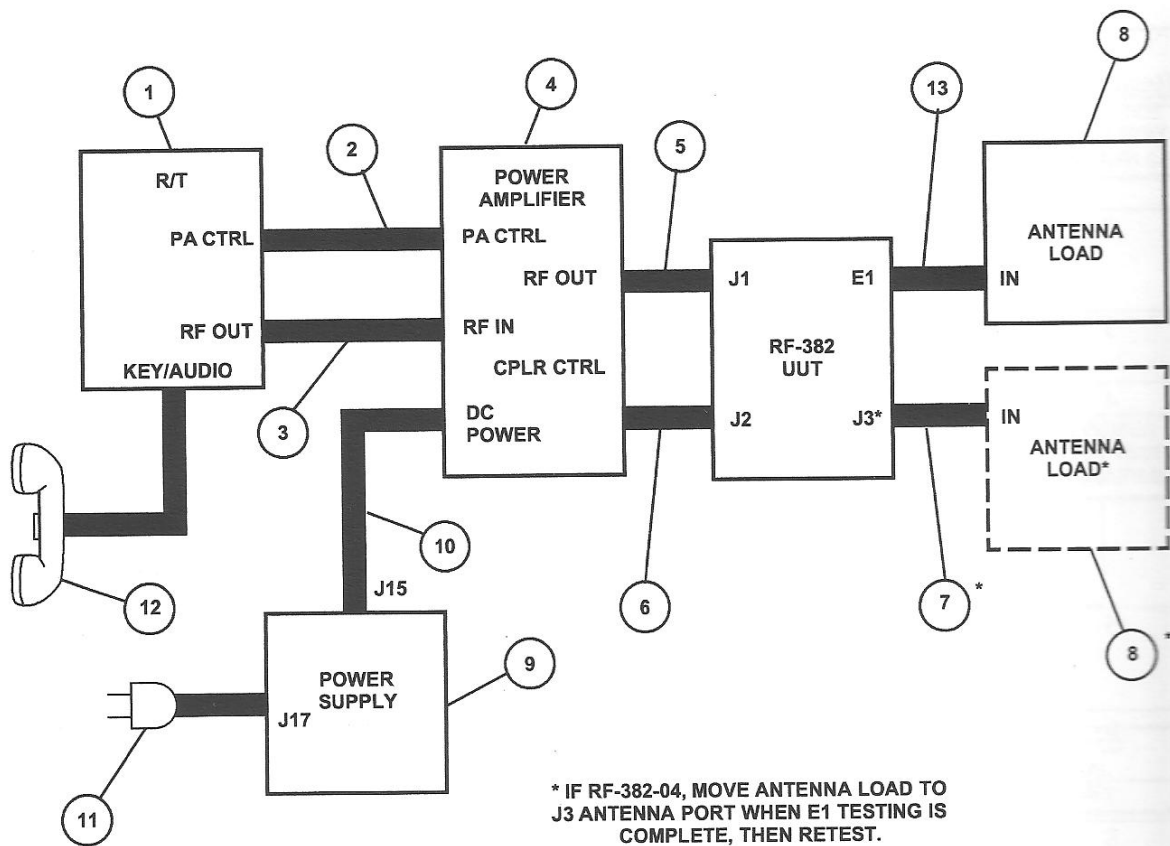 1
2
3
4
5
13
8
R/T
PA CTRL
RF OUT
KEY/AUDIO
POWER
AMPLIFIER
PA CTRL
RF OUT
RF IN
CPLR CTRL
DC
POWER
J1
E1
RF-382
UUT
J2
J3*
ANTENNA
LOAD
IN
IN
ANTENNA
LOAD*
12
10
6
7 *
8 *
J15
POWER
SUPPLY
J17
9
11
* IF RF-382-04, MOVE ANTENNA LOAD TO
J3 ANTENNA PORT WHEN E1 TESTING IS
COMPLETE, THEN RETEST.